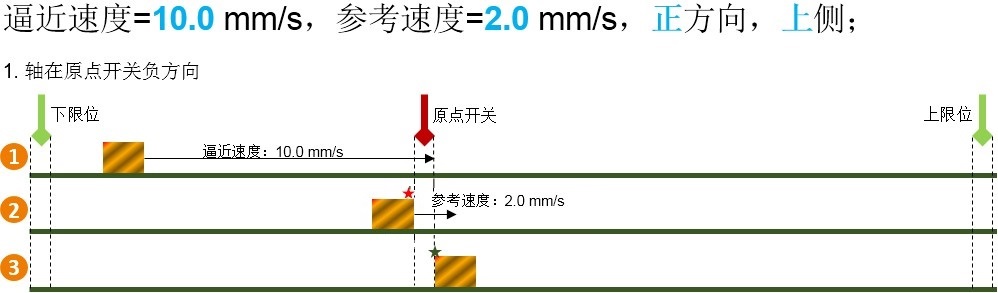 逼近速度=10.0 mm/s，参考速度=2.0 mm/s，正方向，上侧；
1. 轴在原点开关负方向
下限位 原点开关 上限位
1 逼近速度：10.0 mm/s
2 参考速度：2.0 mm/s
3